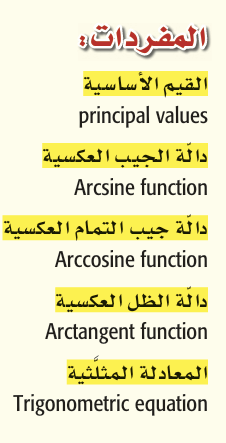 المفردات:
القيم الأساسية
principal values
دالّة الجيب العكسية
Arcsine function
دالّة جيب التمام العكسية
Arccosine function
دالّة الظل العكسية
Arctangent function
المعادلة المثلَّثية
Trigonometric equation